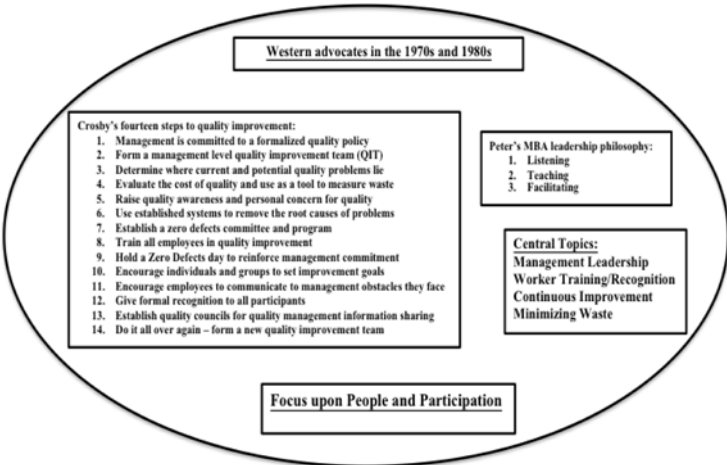 Western advocates in the 1970s and 1980s
Crosby's fourteen steps to quality improvement:
1. Management is committed to a formalized quality policy
2. Form a management level quality improvement team (QIT)
3. Determine where current and potential quality problems lie
4. Evaluate the cost of quality and use as a tool to measure waste
5. Raise quality awareness and personal concern for quality
6. Use established systems to remove the root causes of problems
7. Establish a zero defects committee and program
8. Train all employees in quality improvement
9. Hold a Zero Defects day to reinforce management commitment
10. Encourage individuals and groups to set improvement goals
11. Encourage employees to communicate to management obstacles they face
12. Give formal recognition to all participants
13. Establish quality councils for quality management information sharing
14. Do it all over again – form a new quality improvement team
Peter's MBA leadership philosophy:
1. Listening
2. Teaching
3. Facilitating
Central Topics:
Management Leadership
Worker Training/Recognition
Continuous Improvement
Minimizing Waste
Focus upon People and Participation